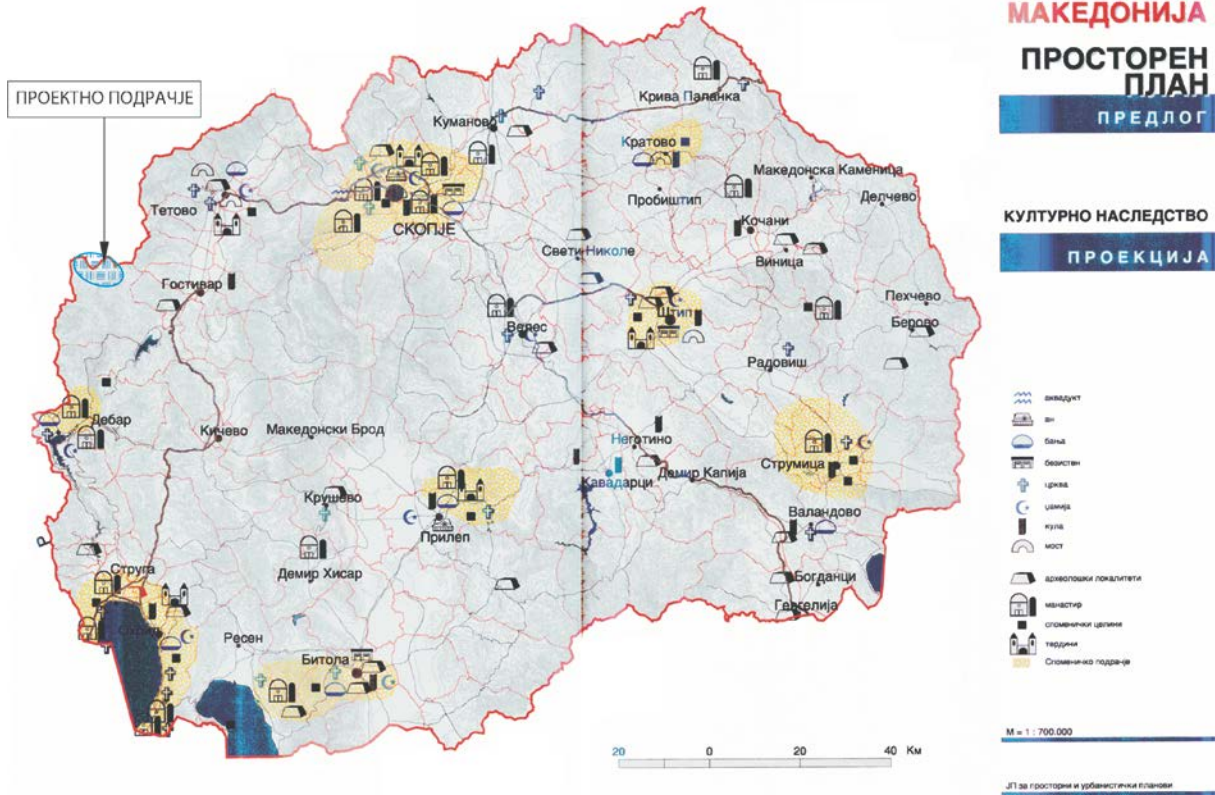 МАКЕДОНИЈА
ПРОСТОРЕН
ПЛАН
ПРЕДЛОГ
КУЛТУРНО НАСЛЕДСТВО
ПРОЕКЦИЈА
ПРОЕКТНО ПОДРАЧЈЕ
Крива Паланка
Куманово
Кратово
Македонска Каменица
Делчево
Пробиштип
Тетово
СКОПЈЕ
Кочани
Свети Николе
Виница
Гостивар
Пехчево
Штип
Берово
Велес
Радовиш
Дебар
Кичево
Македонски Брод
Неготино
Струмица
Кавадарци
Демир Капија
Крушево
Валандово
Прилеп
Струга
Демир Хисар
Богданци
Гевгелија
Охрид
Ресен
Битола
аквадукт
ан
бања
безистен
црква
џамија
кула
мост
археолошки локалитети
манастир
споменички целини
тврдини
Споменичко подрачје
20 0 20 40 Км
М = 1 : 700.000
ЈП за просторни и урбанистички планови